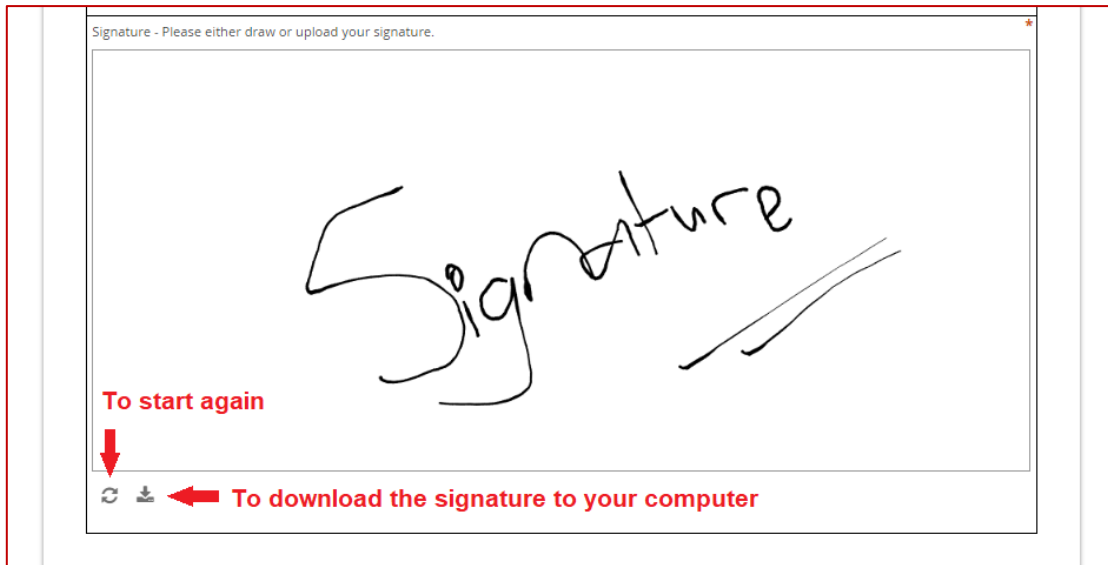 Signature - Please either draw or upload your signature.
*
Signature
To start again
To download the signature to your computer